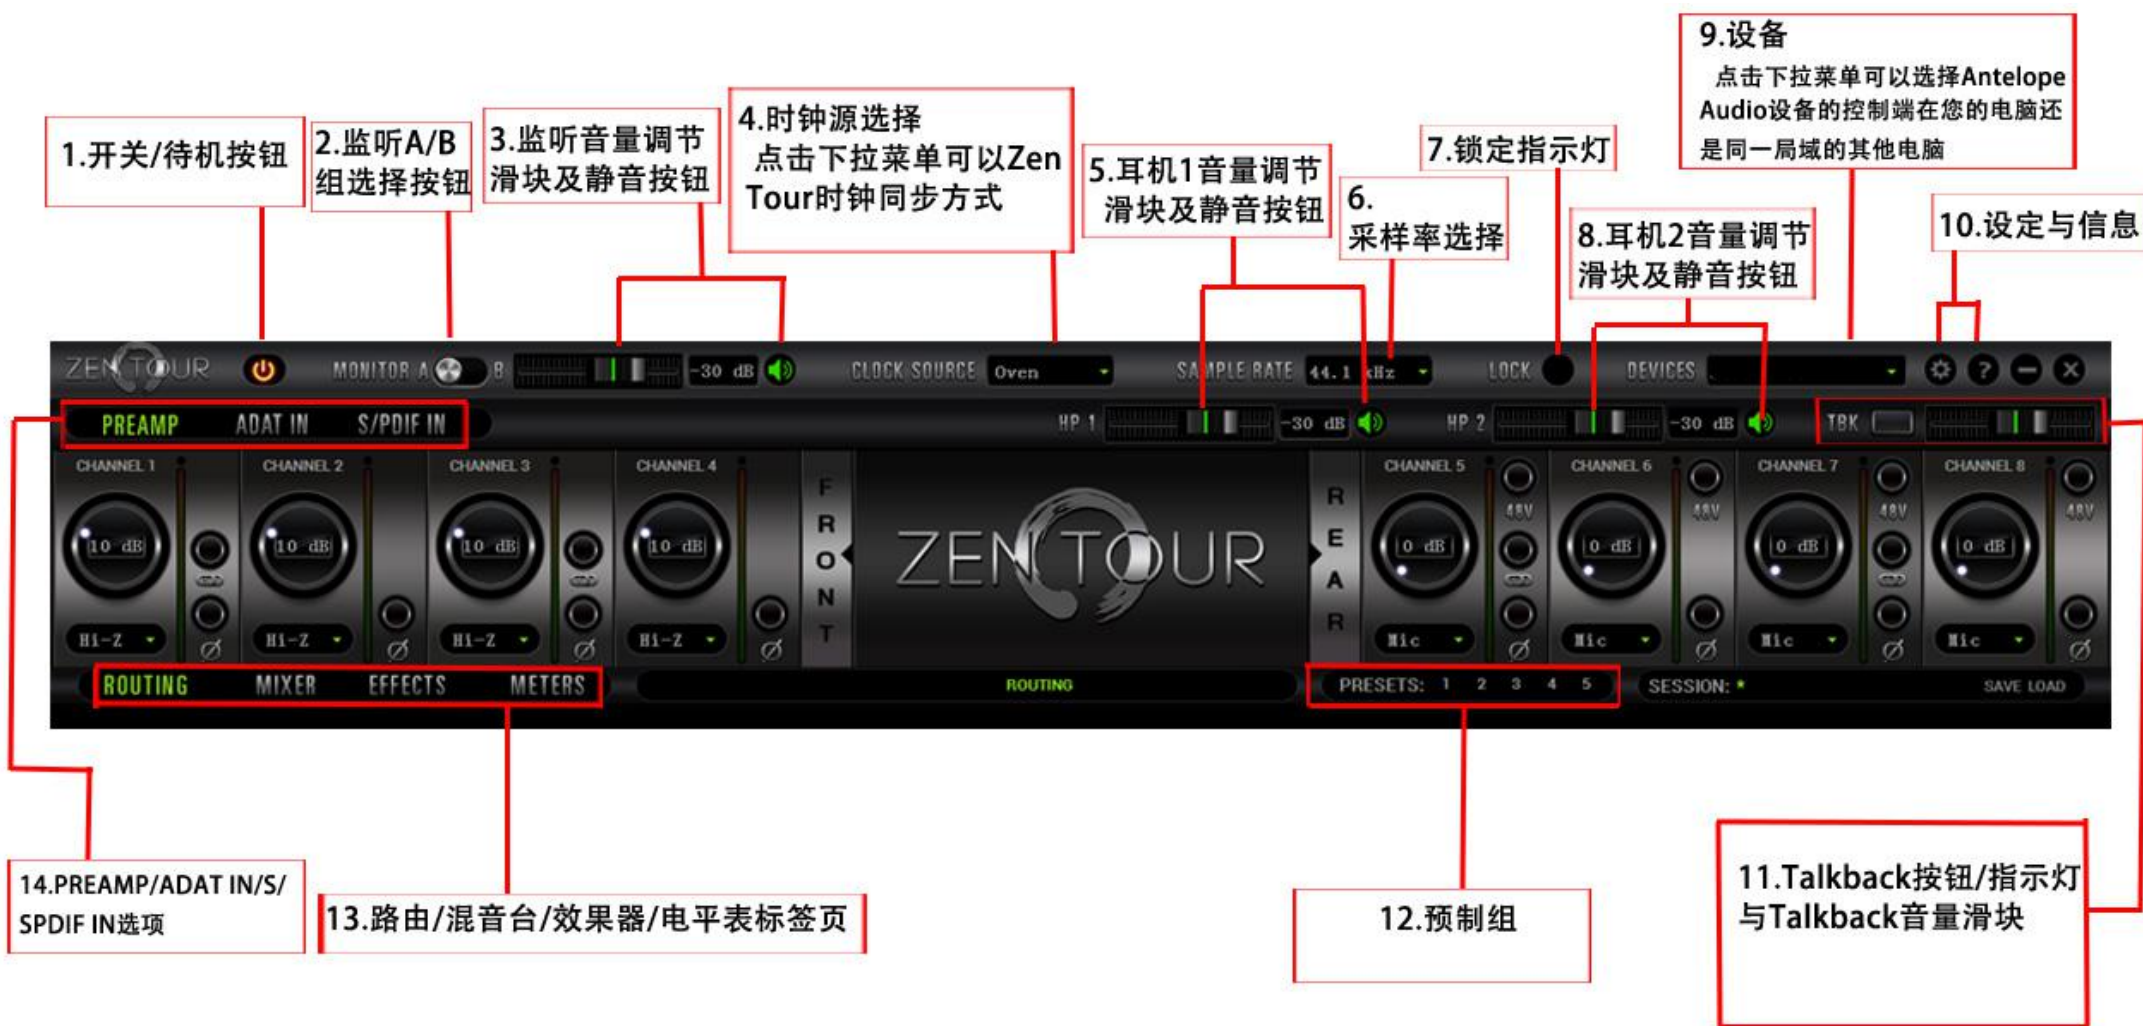 9.设备
点击下拉菜单可以选择Antelope
Audio设备的控制端在您的电脑还
是同一局域的其他电脑
1.开关/待机按钮
2.监听A/B
组选择按钮
3.监听音量调节
滑块及静音按钮
4.时钟源选择
点击下拉菜单可以Zen
Tour时钟同步方式
5.耳机1音量调节
滑块及静音按钮
6.
采样率选择
7.锁定指示灯
8.耳机2音量调节
滑块及静音按钮
10.设定与信息
ZEN TOUR MONITOR A B -30 dB CLOCK SOURCE Oven SAMPLE RATE 44.1 kHz LOCK DEVICES ?
PREAMP ADAT IN S/PDIF IN HP 1 -30 dB HP 2 -30 dB TBK
CHANNEL 1 CHANNEL 2 CHANNEL 3 CHANNEL 4 CHANNEL 5 CHANNEL 6 CHANNEL 7 CHANNEL 8
48V 48V 48V 48V
10 dB 10 dB 10 dB 10 dB FRONT ZEN TOUR REAR 0 dB 0 dB 0 dB 0 dB
Hi-Z Hi-Z Hi-Z Hi-Z Mic Mic Mic Mic
ROUTING MIXER EFFECTS METERS ROUTING PRESETS: 1 2 3 4 5 SESSION: * SAVE LOAD
14.PREAMP/ADAT IN/S/
SPDIF IN选项
13.路由/混音台/效果器/电平表标签页
12.预制组
11.Talkback按钮/指示灯
与Talkback音量滑块